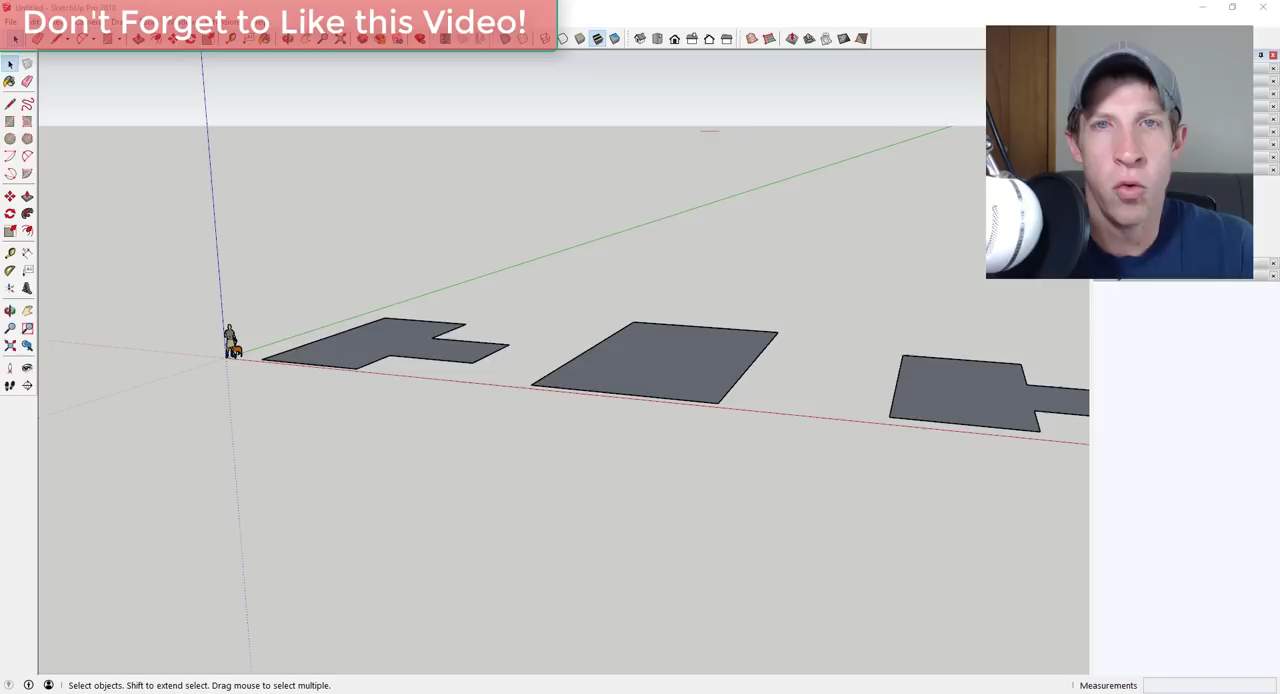 Don't Forget to Like this Video!
Select objects. Shift to extend select. Drag mouse to select multiple.
Measurements